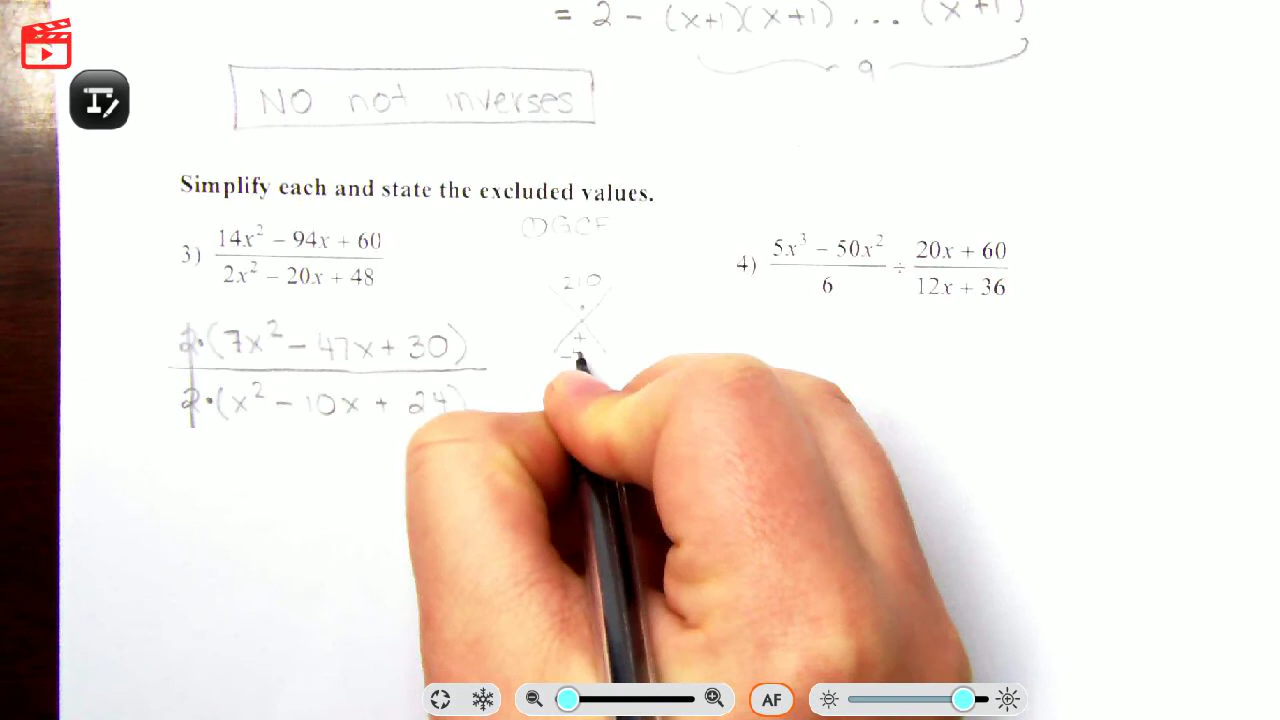 = 2 - (x+1)(x+1) ... (x+1)
9
NO not inverses
Simplify each and state the excluded values.
① GCF
3) 14x² − 94x + 60
2x² − 20x + 48
4) 5x³ − 50x² ÷ 20x + 60
6 12x + 36
210
•
+
2•(7x² − 47x + 30)
2•(x² − 10x + 24)
AF